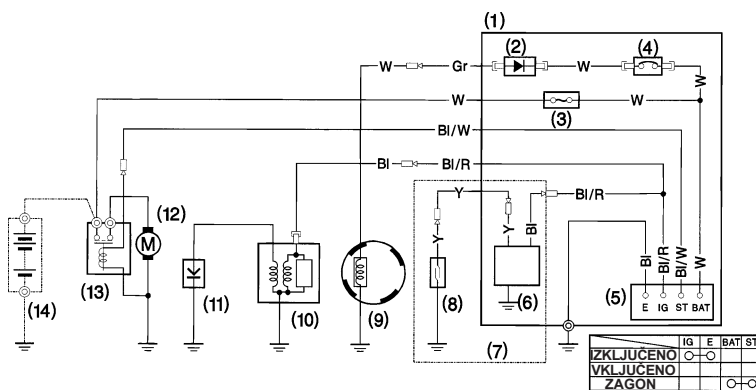 (1)
(2)
(4)
W
Gr
W
W
W
W
W
(3)
Bl/W
Bl
Bl/R
Y
Bl/R
Y
Y
Bl
(12)
M
(13)
(14)
(11)
(10)
(9)
(8)
(6)
(7)
Bl
Bl/R
Bl/W
W
(5)
E IG ST BAT
IG E BAT ST
IZKLJUČENO
VKLJUČENO
ZAGON